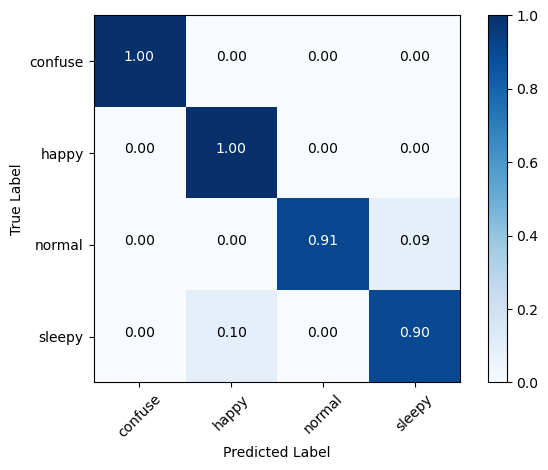 confuse 1.00 0.00 0.00 0.00
happy 0.00 1.00 0.00 0.00
normal 0.00 0.00 0.91 0.09
sleepy 0.00 0.10 0.00 0.90
confuse happy normal sleepy
Predicted Label
True Label
1.0
0.8
0.6
0.4
0.2
0.0